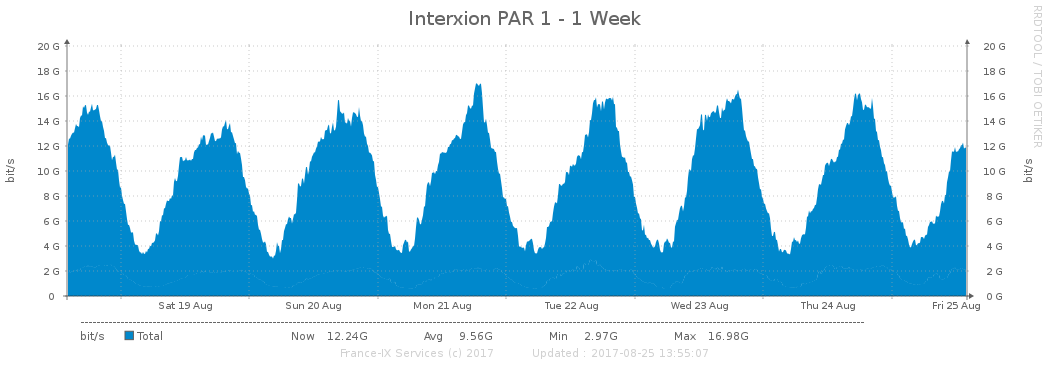 Interxion PAR 1 - 1 Week
RRDTOOL / TOBI OETIKER
bit/s
bit/s
20 G 20 G
18 G 18 G
16 G 16 G
14 G 14 G
12 G 12 G
10 G 10 G
8 G 8 G
6 G 6 G
4 G 4 G
2 G 2 G
0 0 G
Sat 19 Aug Sun 20 Aug Mon 21 Aug Tue 22 Aug Wed 23 Aug Thu 24 Aug Fri 25 Aug
bit/s Total Now 12.24G Avg 9.56G Min 2.97G Max 16.98G
France-IX Services (c) 2017 Updated : 2017-08-25 13:55:07